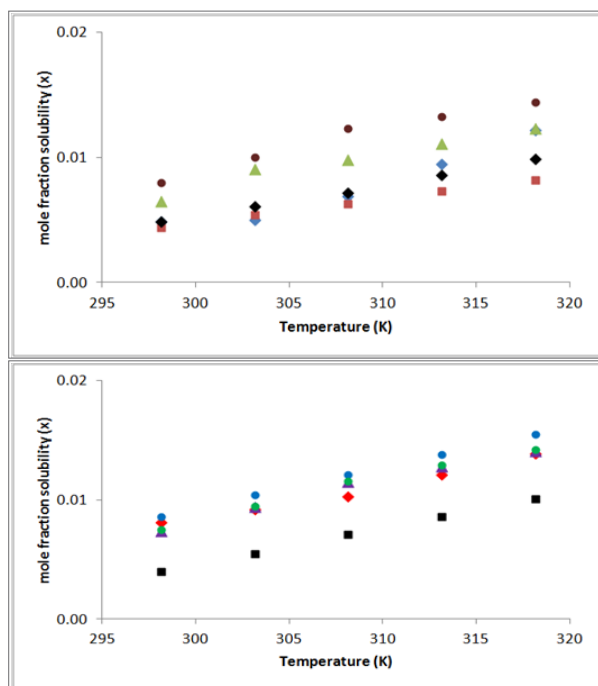 0.02
0.01
0.00
mole fraction solubility (x)
295 300 305 310 315 320
Temperature (K)
0.02
0.01
0.00
mole fraction solubility (x)
295 300 305 310 315 320
Temperature (K)